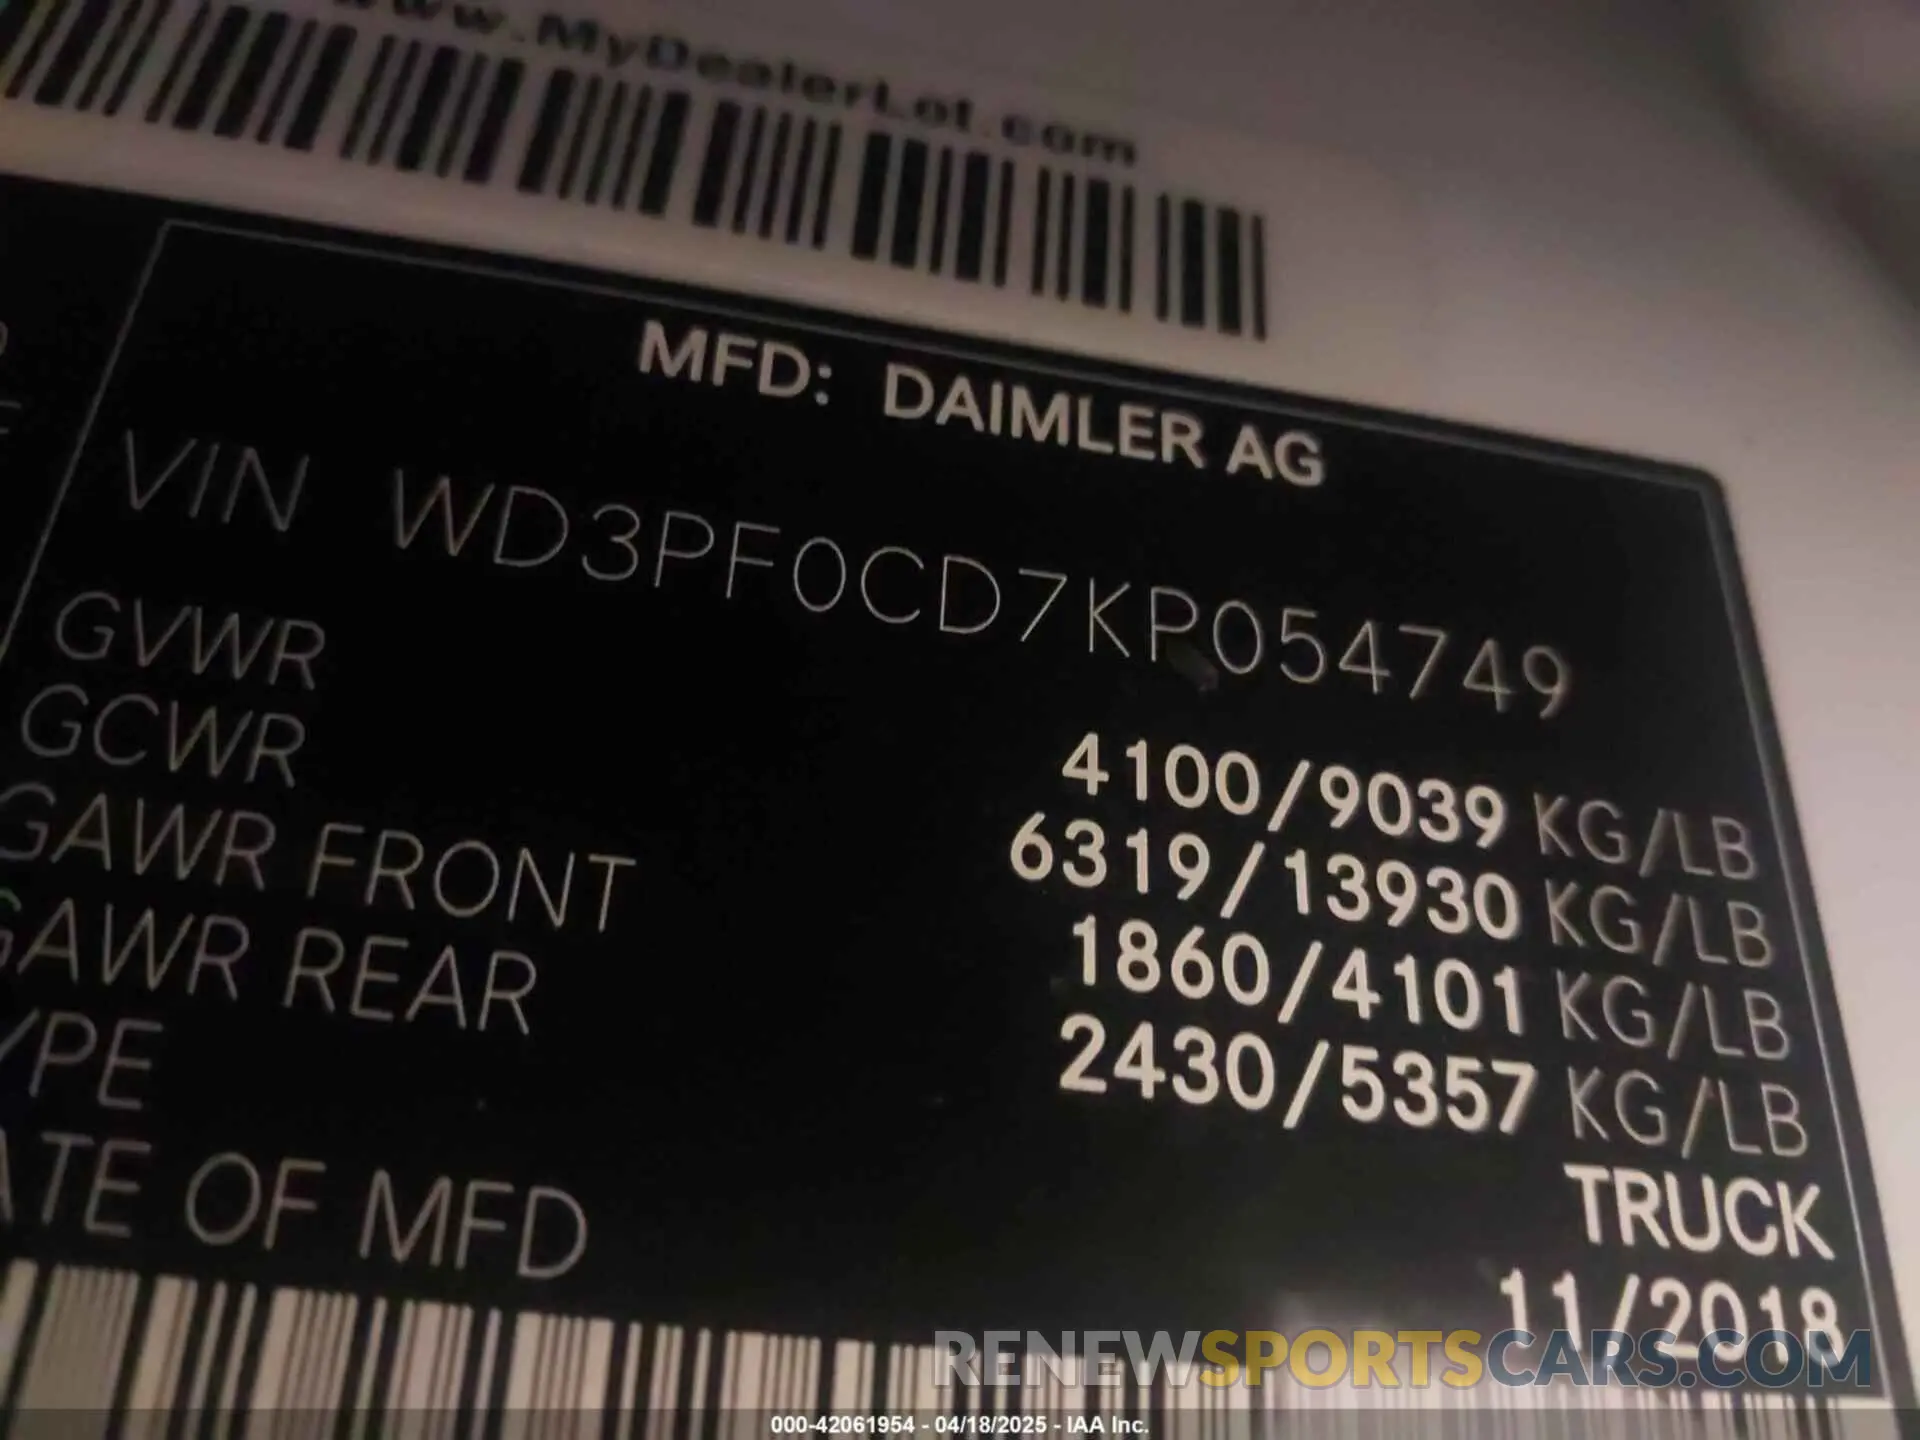 www.MyDealerLot.com
MFD: DAIMLER AG
VIN WD3PF0CD7KP054749
GVWR 4100/9039 KG/LB
GCWR 6319/13930 KG/LB
GAWR FRONT 1860/4101 KG/LB
GAWR REAR 2430/5357 KG/LB
YPE TRUCK
ATE OF MFD 11/2018
RENEWSPORTSCARS.COM
000-42061954 - 04/18/2025 - IAA Inc.